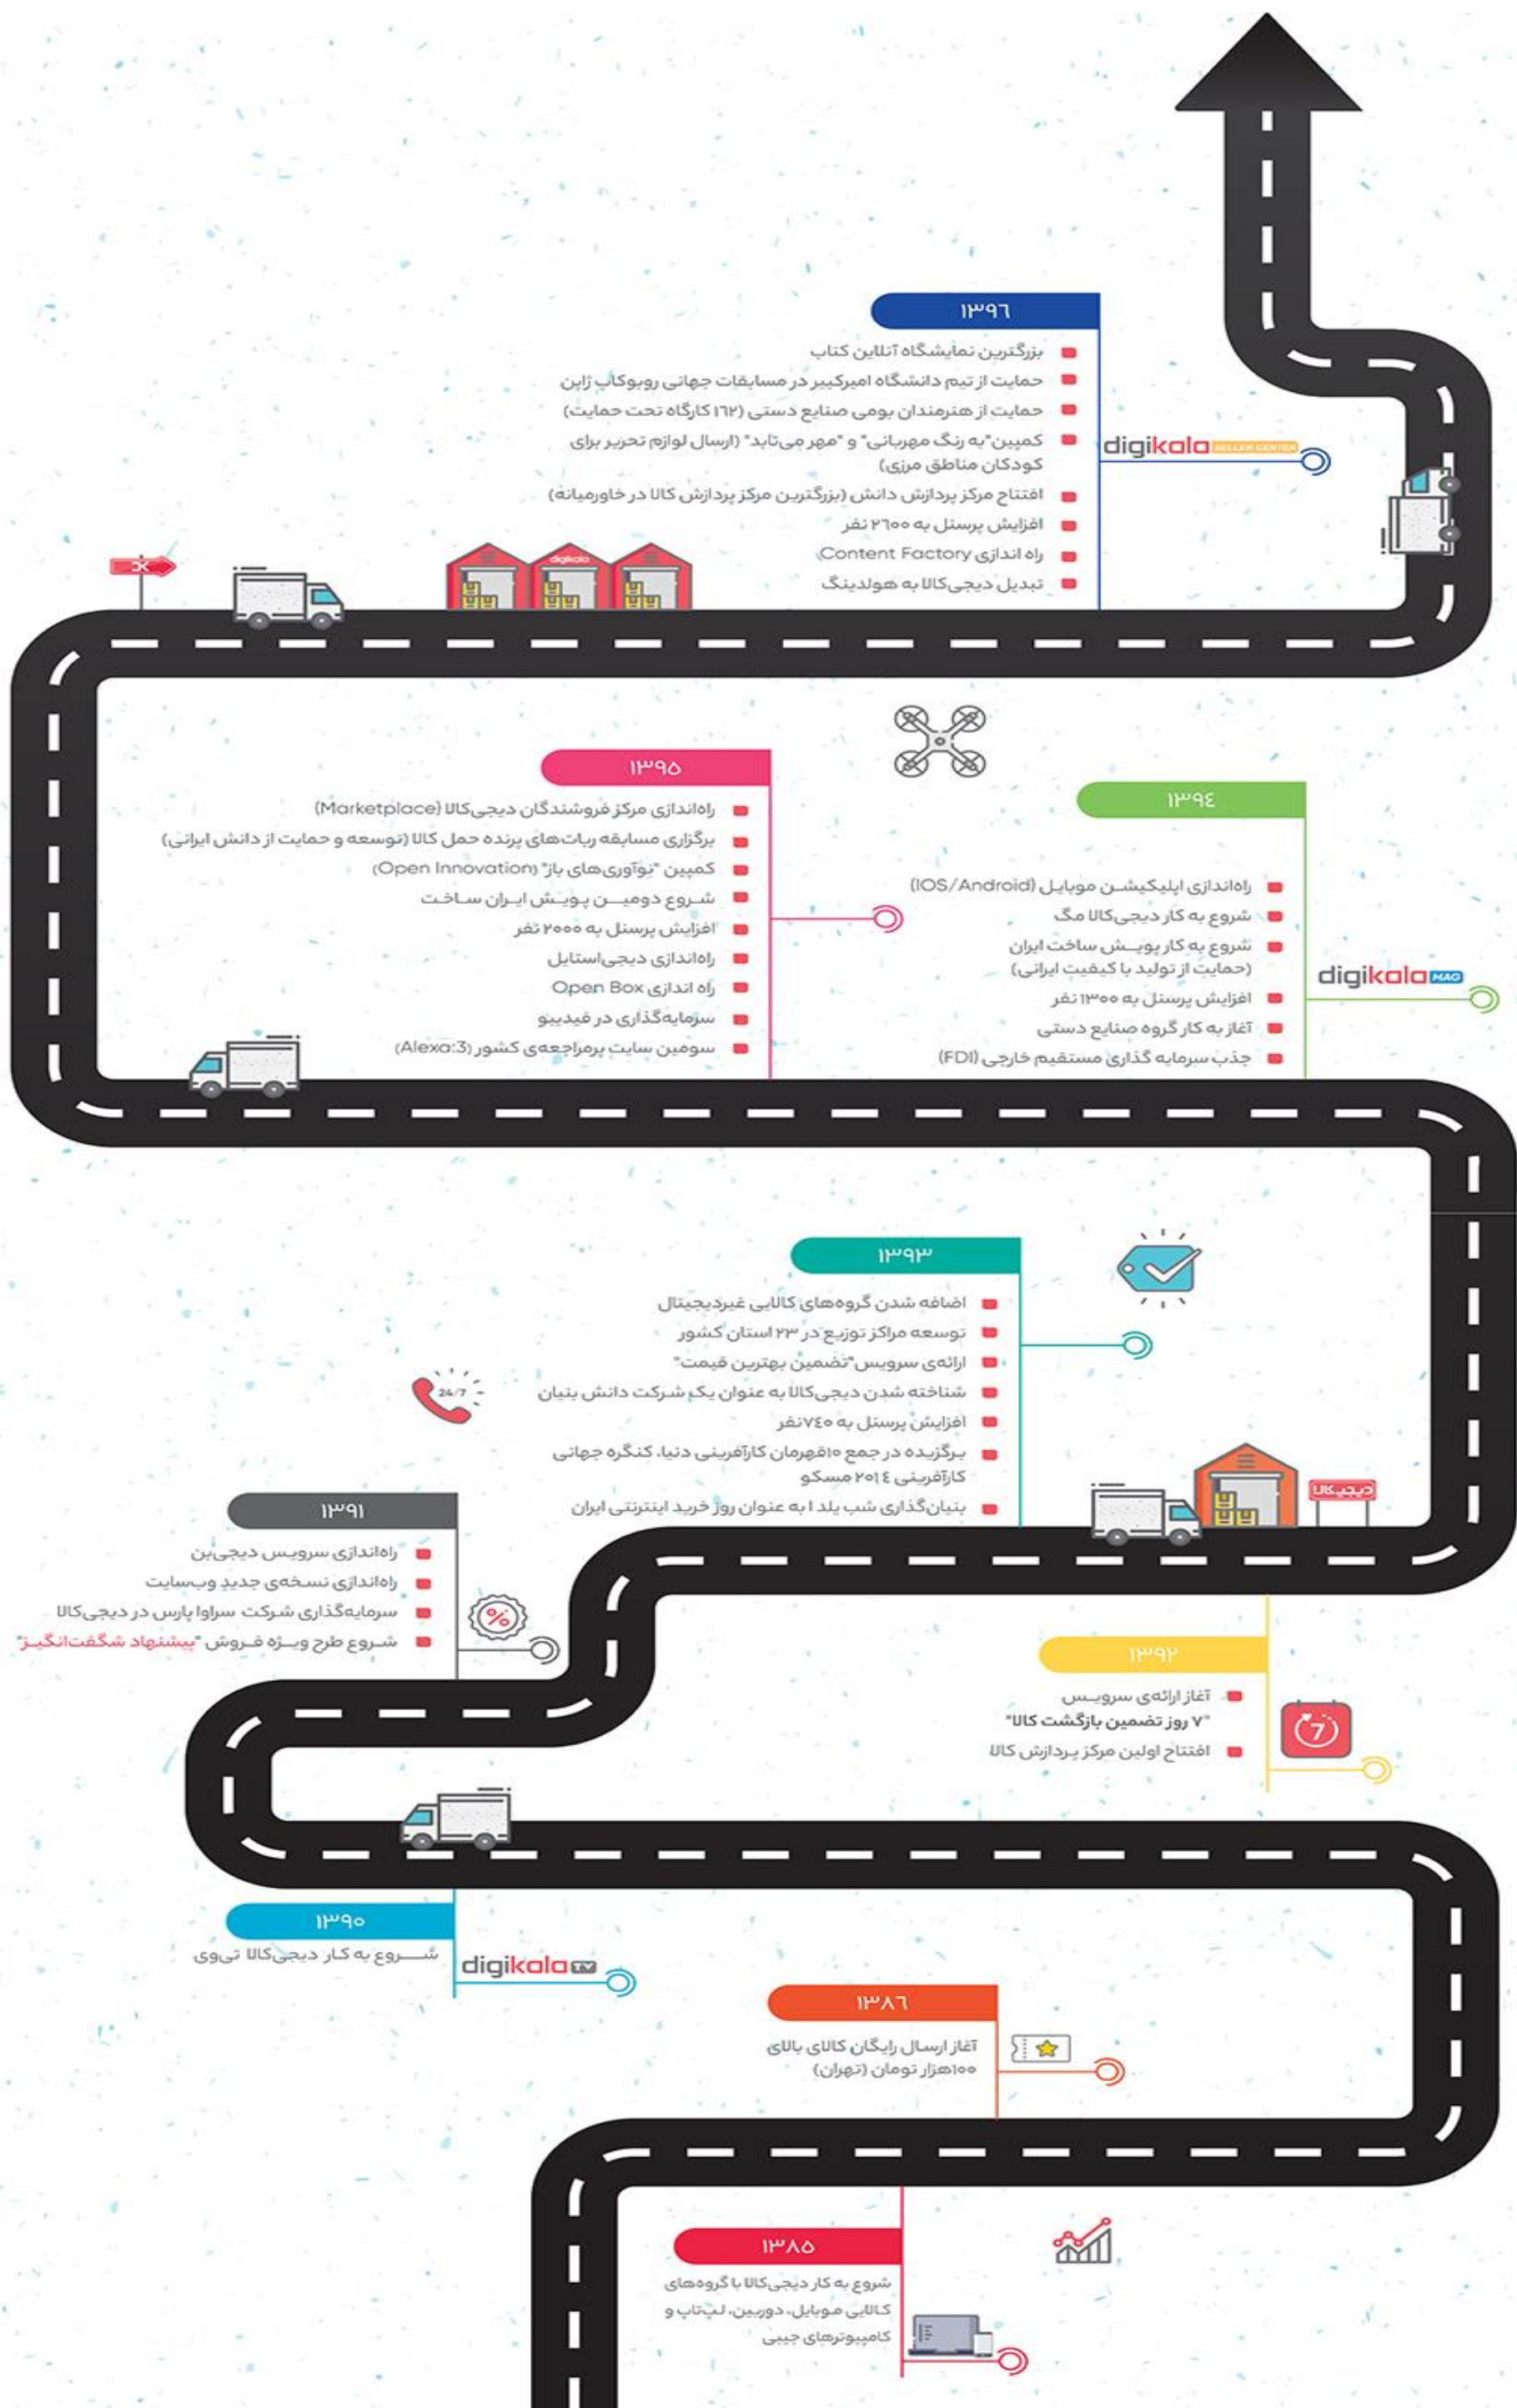 ۱۳۹٦
بزرگترین نمایشگاه آنلاین کتاب
حمایت از تیم دانشگاه امیرکبیر در مسابقات جهانی روبوکاپ ژاپن
حمایت از هنرمندان بومی صنایع دستی (۱٦۲ کارگاه تحت حمایت)
کمپین"به رنگ مهربانی" و "مهر می‌تابد" (ارسال لوازم تحریر برای
کودکان مناطق مرزی)
افتتاح مرکز پردازش دانش (بزرگترین مرکز پردازش کالا در خاورمیانه)
افزایش پرسنل به ۲٦۰۰ نفر
راه اندازی Content Factory
تبدیل دیجی‌کالا به هولدینگ
digikala SELLER CENTER
digikala
۱۳۹۵
راه‌اندازی مرکز فروشندگان دیجی‌کالا (Marketplace)
برگزاری مسابقه ربات‌های پرنده حمل کالا (توسعه و حمایت از دانش ایرانی)
کمپین "نوآوری‌های باز" (Open Innovation)
شروع دومین پویش ایران ساخت
افزایش پرسنل به ۲۰۰۰ نفر
راه‌اندازی دیجی‌استایل
راه اندازی Open Box
سرمایه‌گذاری در فیدیبو
سومین سایت پرمراجعه‌ی کشور (Alexa:3)
۱۳۹٤
راه‌اندازی اپلیکیشن موبایل (IOS/Android)
شروع به کار دیجی‌کالا مگ
شروع به کار پویش ساخت ایران
(حمایت از تولید با کیفیت ایرانی)
افزایش پرسنل به ۱۳۰۰ نفر
آغاز به کار گروه صنایع دستی
جذب سرمایه گذاری مستقیم خارجی (FDI)
digikala MAG
۱۳۹۳
اضافه شدن گروه‌های کالایی غیردیجیتال
توسعه مراکز توزیع در ۲۳ استان کشور
ارائه‌ی سرویس"تضمین بهترین قیمت"
شناخته شدن دیجی‌کالا به عنوان یک شرکت دانش بنیان
افزایش پرسنل به ۷٤۰نفر
برگزیده در جمع ۱۰قهرمان کارآفرینی دنیا، کنگره جهانی
کارآفرینی ۲۰۱٤ مسکو
بنیان‌گذاری شب یلدا به عنوان روز خرید اینترنتی ایران
24/7
دیجی‌کالا
۱۳۹۱
راه‌اندازی سرویس دیجی‌بن
راه‌اندازی نسخه‌ی جدید وب‌سایت
سرمایه‌گذاری شرکت سراوا پارس در دیجی‌کالا
شروع طرح ویژه فروش "پیشنهاد شگفت‌انگیز"
%
۱۳۹۲
آغاز ارائه‌ی سرویس
"۷ روز تضمین بازگشت کالا"
افتتاح اولین مرکز پردازش کالا
7
۱۳۹۰
شروع به کار دیجی‌کالا تی‌وی
digikala TV
۱۳۸٦
آغاز ارسال رایگان کالای بالای
۱۰۰هزار تومان (تهران)
۱۳۸۵
شروع به کار دیجی‌کالا با گروه‌های
کالایی موبایل، دوربین، لپ‌تاپ و
کامپیوترهای جیبی